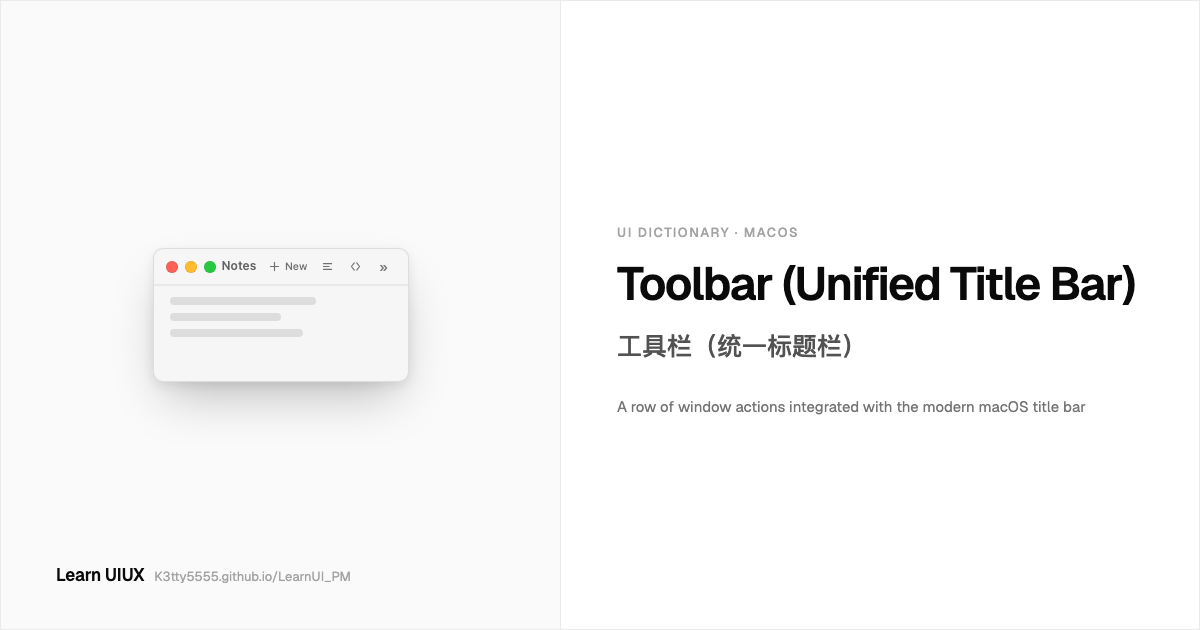 Notes + New »
Learn UIUX K3tty5555.github.io/LearnUI_PM
UI DICTIONARY · MACOS
Toolbar (Unified Title Bar)
工具栏（统一标题栏）
A row of window actions integrated with the modern macOS title bar